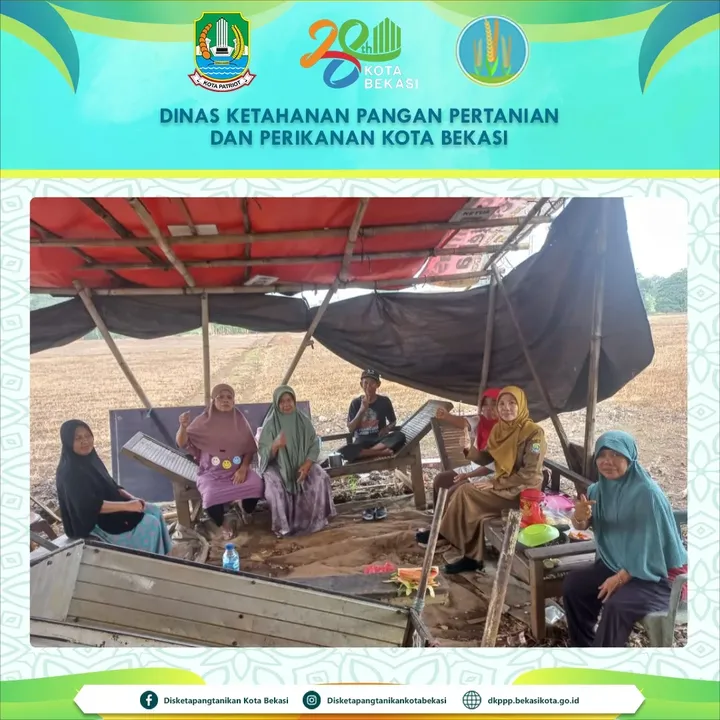 KOTA PATRIOT
28th
KOTA
BEKASI
DINAS KETAHANAN PANGAN PERTANIAN
DAN PERIKANAN KOTA BEKASI
Disketapangtanikan Kota Bekasi
Disketapangtanikankotabekasi
dkppp.bekasikota.go.id